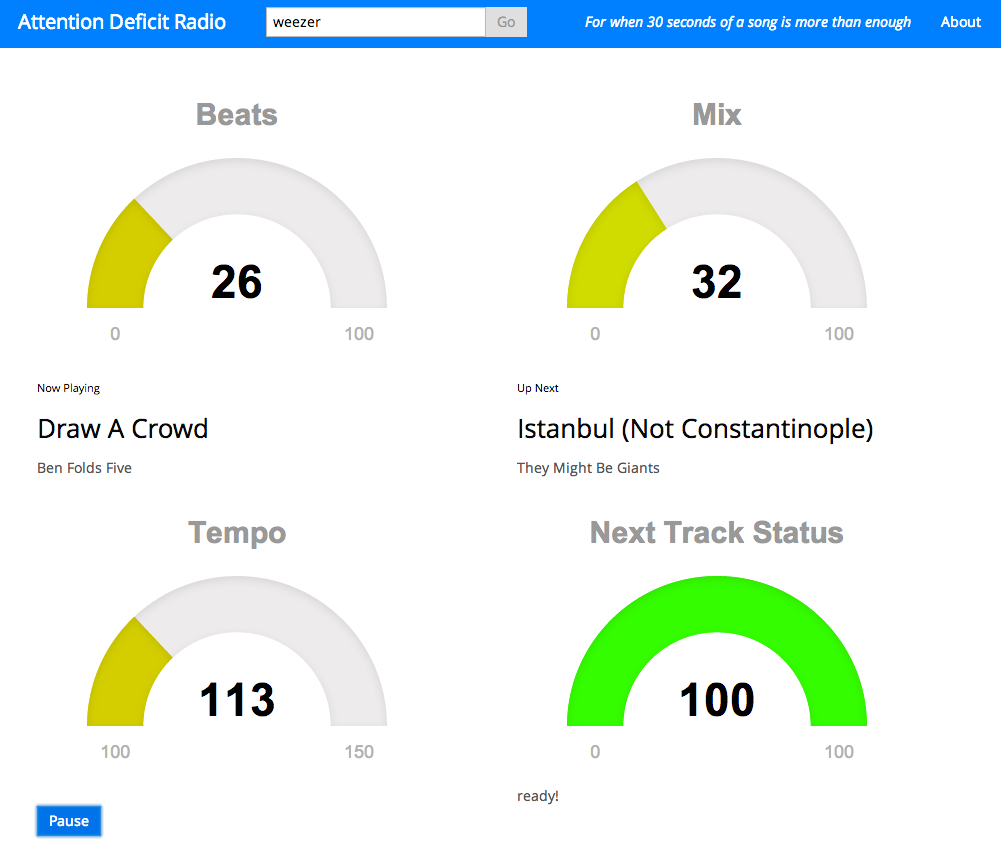 Attention Deficit Radio
weezer
Go
For when 30 seconds of a song is more than enough
About
Beats
26
0
100
Mix
32
0
100
Now Playing
Draw A Crowd
Ben Folds Five
Up Next
Istanbul (Not Constantinople)
They Might Be Giants
Tempo
113
100
150
Next Track Status
100
0
100
ready!
Pause